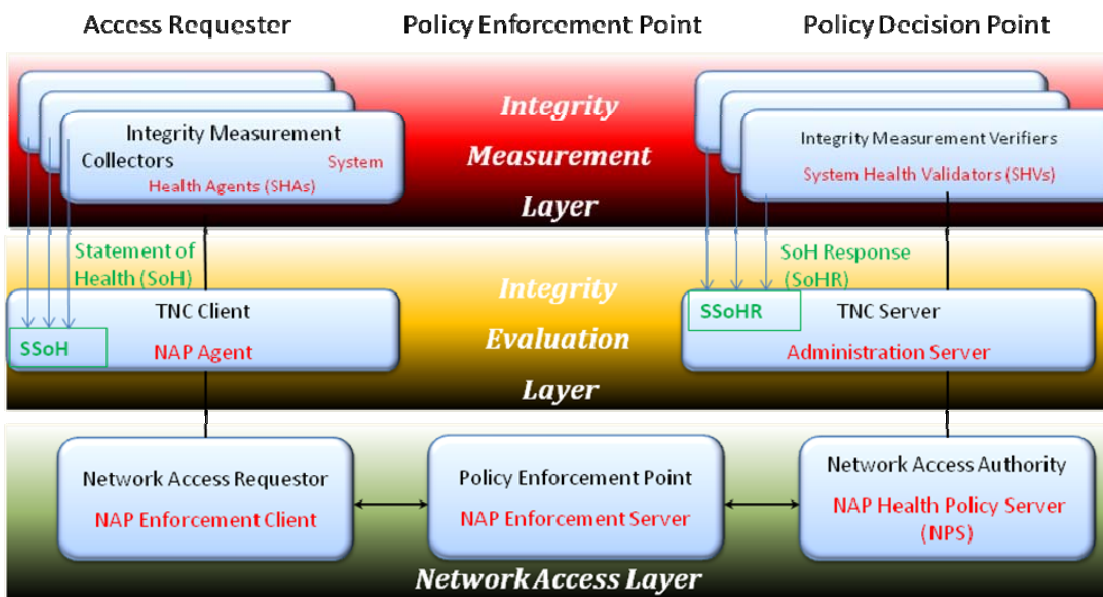 Access Requester
Policy Enforcement Point
Policy Decision Point
Integrity
Measurement
Layer
Integrity Measurement
Collectors
System
Health Agents (SHAs)
Integrity Measurement Verifiers
System Health Validators (SHVs)
Statement of
Health (SoH)
SoH Response
(SoHR)
Integrity
Evaluation
Layer
TNC Client
SSoH
NAP Agent
SSoHR
TNC Server
Administration Server
Network Access Requestor
NAP Enforcement Client
Policy Enforcement Point
NAP Enforcement Server
Network Access Authority
NAP Health Policy Server
(NPS)
Network Access Layer